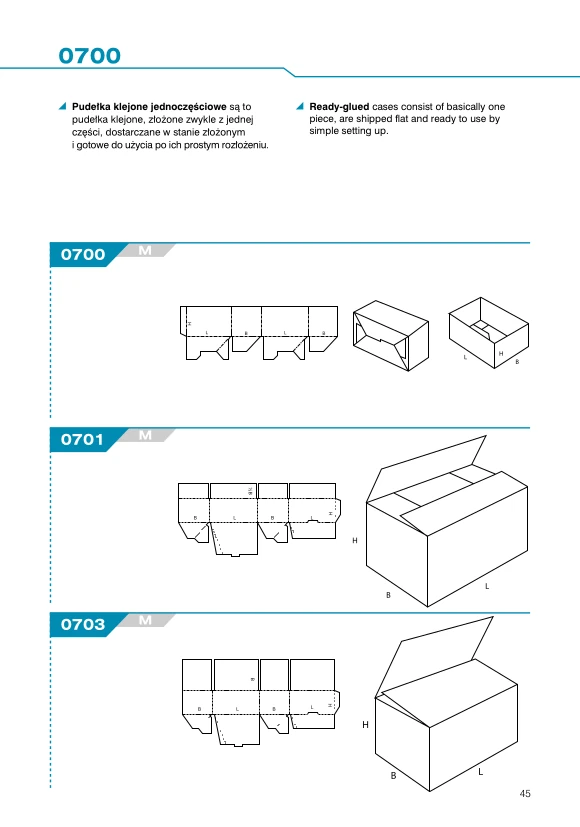 0700
Pudełka klejone jednoczęściowe są to
pudełka klejone, złożone zwykle z jednej
części, dostarczane w stanie złożonym
i gotowe do użycia po ich prostym rozłożeniu.
Ready-glued cases consist of basically one
piece, are shipped flat and ready to use by
simple setting up.
0700 M
H
L B L B
L H B
0701 M
½B
B L B L H
H
B
L
0703 M
B
B L B L H
H
B
L
45